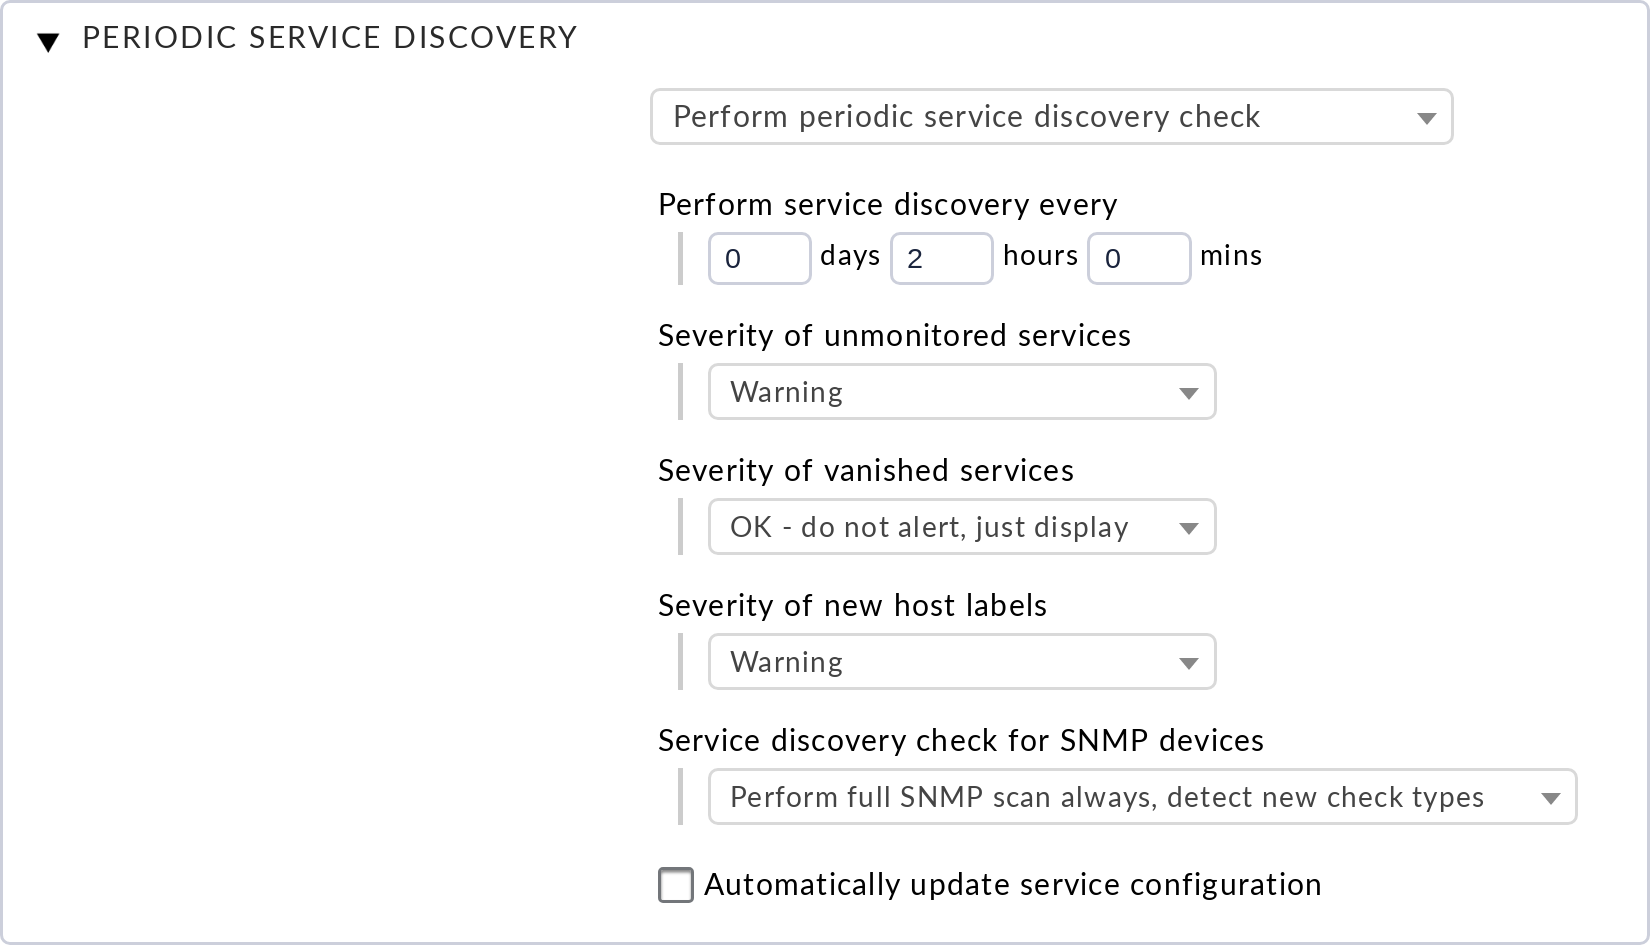 PERIODIC SERVICE DISCOVERY
Perform periodic service discovery check
Perform service discovery every
0 days 2 hours 0 mins
Severity of unmonitored services
Warning
Severity of vanished services
OK - do not alert, just display
Severity of new host labels
Warning
Service discovery check for SNMP devices
Perform full SNMP scan always, detect new check types
Automatically update service configuration